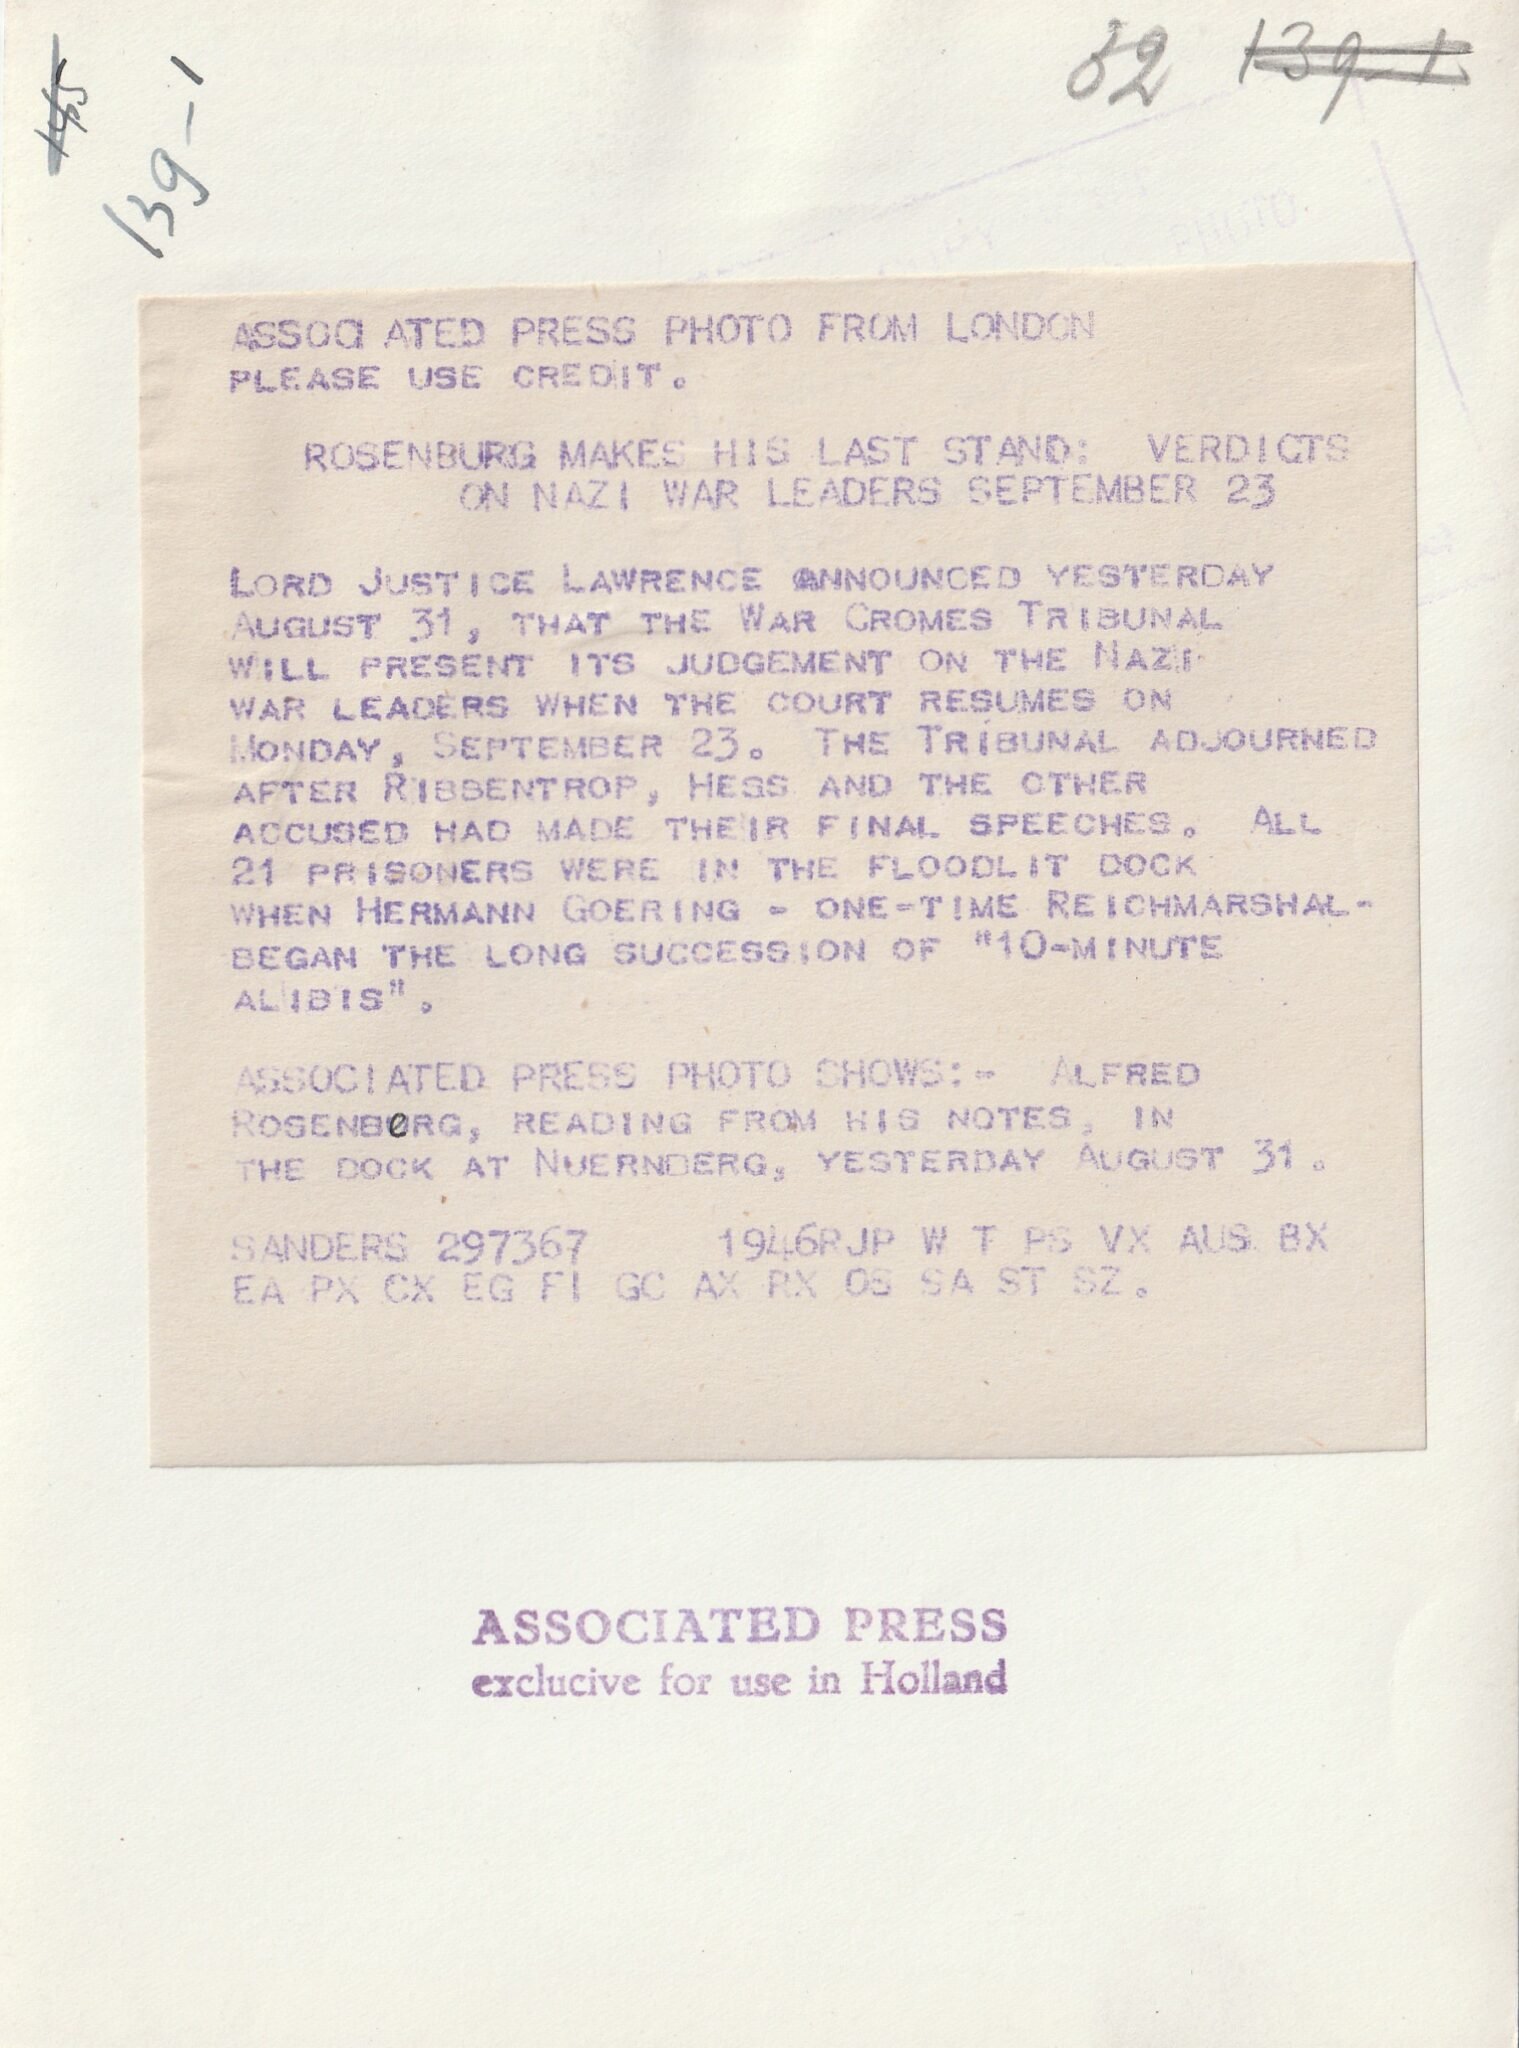 145
139-1
32 139-1
PHOTO
ASSOCIATED PRESS PHOTO FROM LONDON
PLEASE USE CREDIT.
ROSENBURG MAKES HIS LAST STAND: VERDICTS
ON NAZI WAR LEADERS SEPTEMBER 23
LORD JUSTICE LAWRENCE ANNOUNCED YESTERDAY
AUGUST 31, THAT THE WAR CROMES TRIBUNAL
WILL PRESENT ITS JUDGEMENT ON THE NAZI
WAR LEADERS WHEN THE COURT RESUMES ON
MONDAY, SEPTEMBER 23. THE TRIBUNAL ADJOURNED
AFTER RIBBENTROP, HESS AND THE OTHER
ACCUSED HAD MADE THEIR FINAL SPEECHES. ALL
21 PRISONERS WERE IN THE FLOODLIT DOCK
WHEN HERMANN GOERING - ONE-TIME REICHMARSHAL-
BEGAN THE LONG SUCCESSION OF "10-MINUTE
ALIBIS".
ASSOCIATED PRESS PHOTO SHOWS:- ALFRED
ROSENBeRG, READING FROM HIS NOTES, IN
THE DOCK AT NUERNBERG, YESTERDAY AUGUST 31.
SANDERS 297367 1946RJP W T PS VX AUS BX
EA PX CX EG FI GC AX RX OS SA ST SZ.
ASSOCIATED PRESS
exclucive for use in Holland